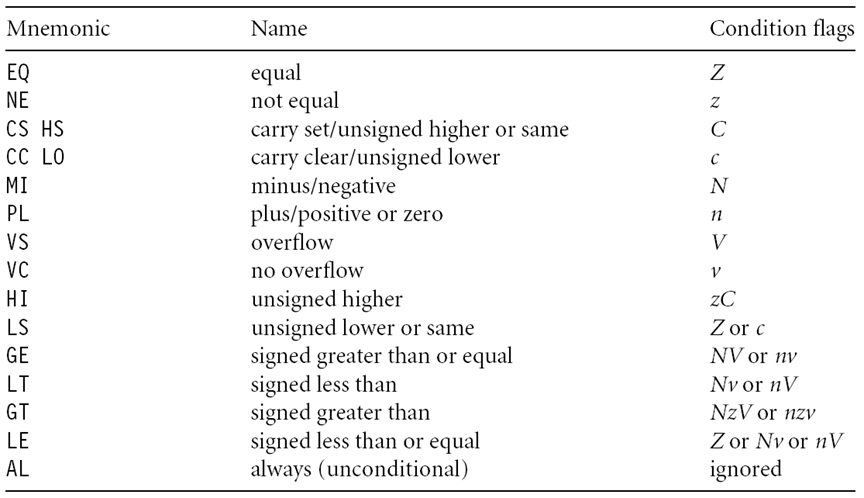 Mnemonic Name Condition flags
EQ equal Z
NE not equal z
CS HS carry set/unsigned higher or same C
CC LO carry clear/unsigned lower c
MI minus/negative N
PL plus/positive or zero n
VS overflow V
VC no overflow v
HI unsigned higher zC
LS unsigned lower or same Z or c
GE signed greater than or equal NV or nv
LT signed less than Nv or nV
GT signed greater than NzV or nzv
LE signed less than or equal Z or Nv or nV
AL always (unconditional) ignored